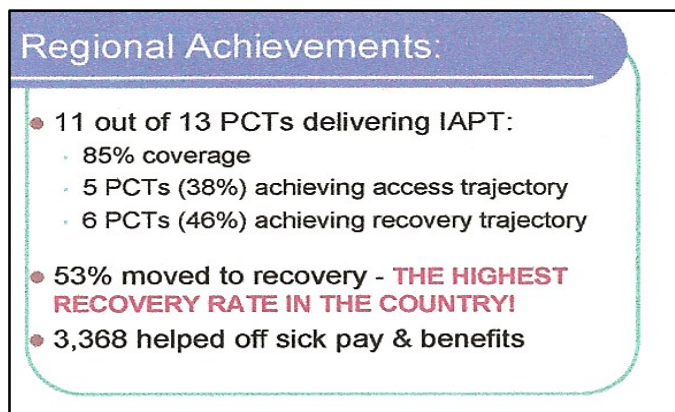 Regional Achievements:
11 out of 13 PCTs delivering IAPT:
85% coverage
5 PCTs (38%) achieving access trajectory
6 PCTs (46%) achieving recovery trajectory
53% moved to recovery - THE HIGHEST
RECOVERY RATE IN THE COUNTRY!
3,368 helped off sick pay & benefits